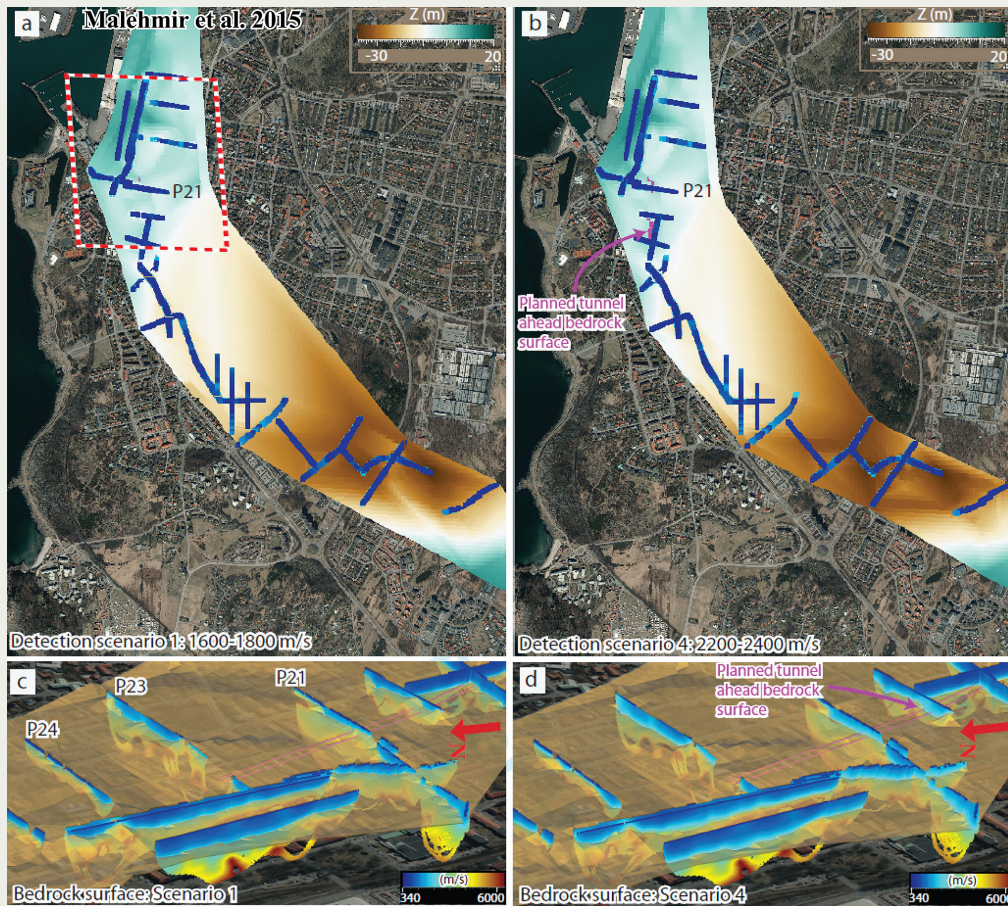 a
Malehmir et al. 2015
Z (m)
-30
20
P21
Detection scenario 1: 1600-1800 m/s
b
Z (m)
-30
20
P21
Planned tunnel
ahead bedrock
surface
Detection scenario 4: 2200-2400 m/s
c
P24
P23
P21
N
Bedrock surface: Scenario 1
(m/s)
340
6000
d
Planned tunnel
ahead bedrock
surface
N
Bedrock surface: Scenario 4
(m/s)
340
6000